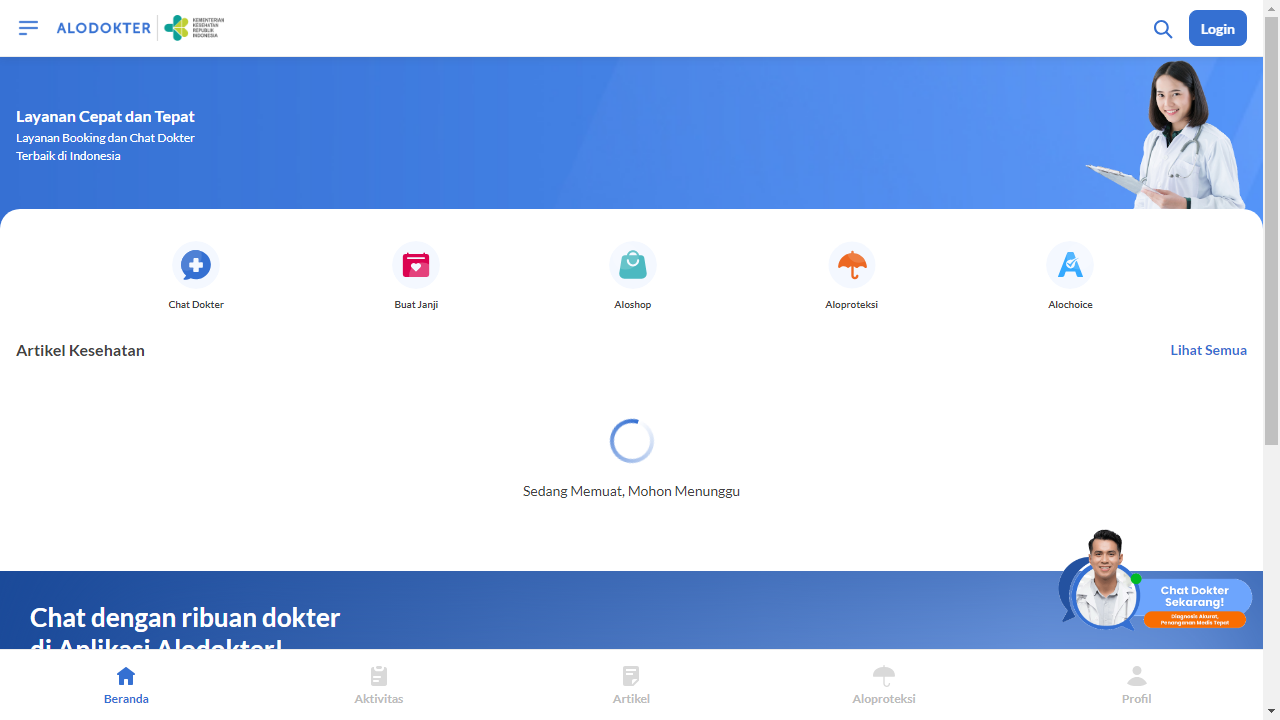 ALODOKTER
KEMENTERIAN
KESEHATAN
REPUBLIK
INDONESIA
Login
Layanan Cepat dan Tepat
Layanan Booking dan Chat Dokter
Terbaik di Indonesia
Chat Dokter
Buat Janji
Aloshop
Aloproteksi
Alochoice
Artikel Kesehatan
Lihat Semua
Sedang Memuat, Mohon Menunggu
Chat dengan ribuan dokter
di Aplikasi Alodokter!
Chat Dokter
Sekarang!
Diagnosis Akurat,
Penanganan Medis Tepat
Beranda
Aktivitas
Artikel
Aloproteksi
Profil